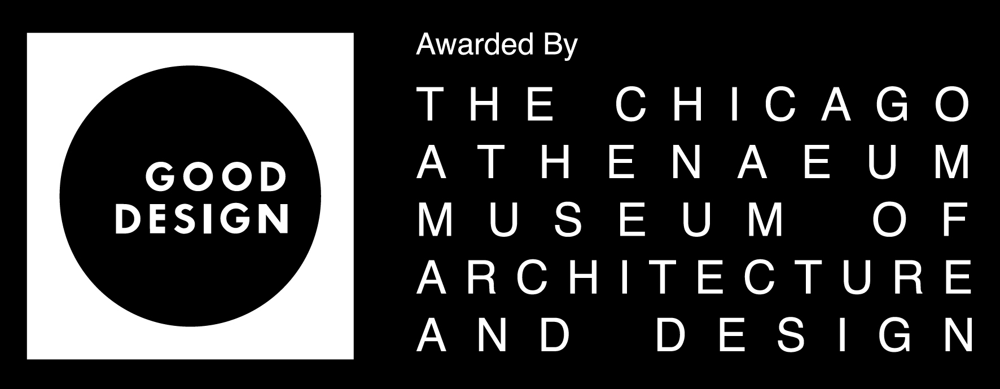 GOOD
DESIGN
Awarded By
THE CHICAGO
ATHENAEUM
MUSEUM OF
ARCHITECTURE
AND DESIGN